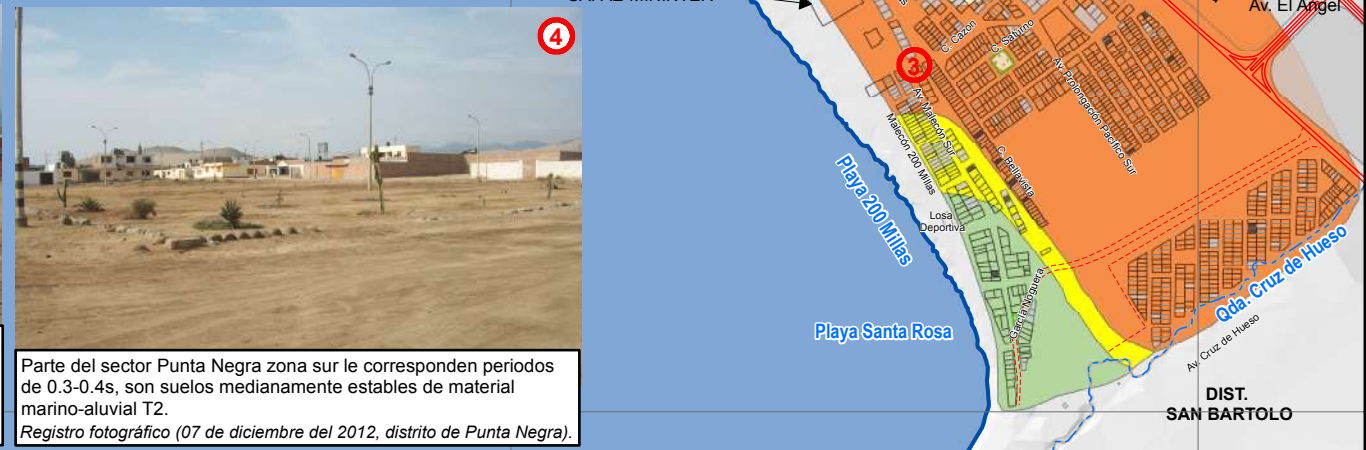 4
Parte del sector Punta Negra zona sur le corresponden periodos
de 0.3-0.4s, son suelos medianamente estables de material
marino-aluvial T2.
Registro fotográfico (07 de diciembre del 2012, distrito de Punta Negra).
Av. El Angel
C. Cazon
C. Saturno
3
Av. Prolongación Pacifico Sur
Av. Malecón Sur
Malecón 200 Millas
C. Bellavista
Playa 200 Millas
Losa
Deportiva
García Noguera
Qda. Cruz de Hueso
Playa Santa Rosa
Av. Cruz de Hueso
DIST.
SAN BARTOLO